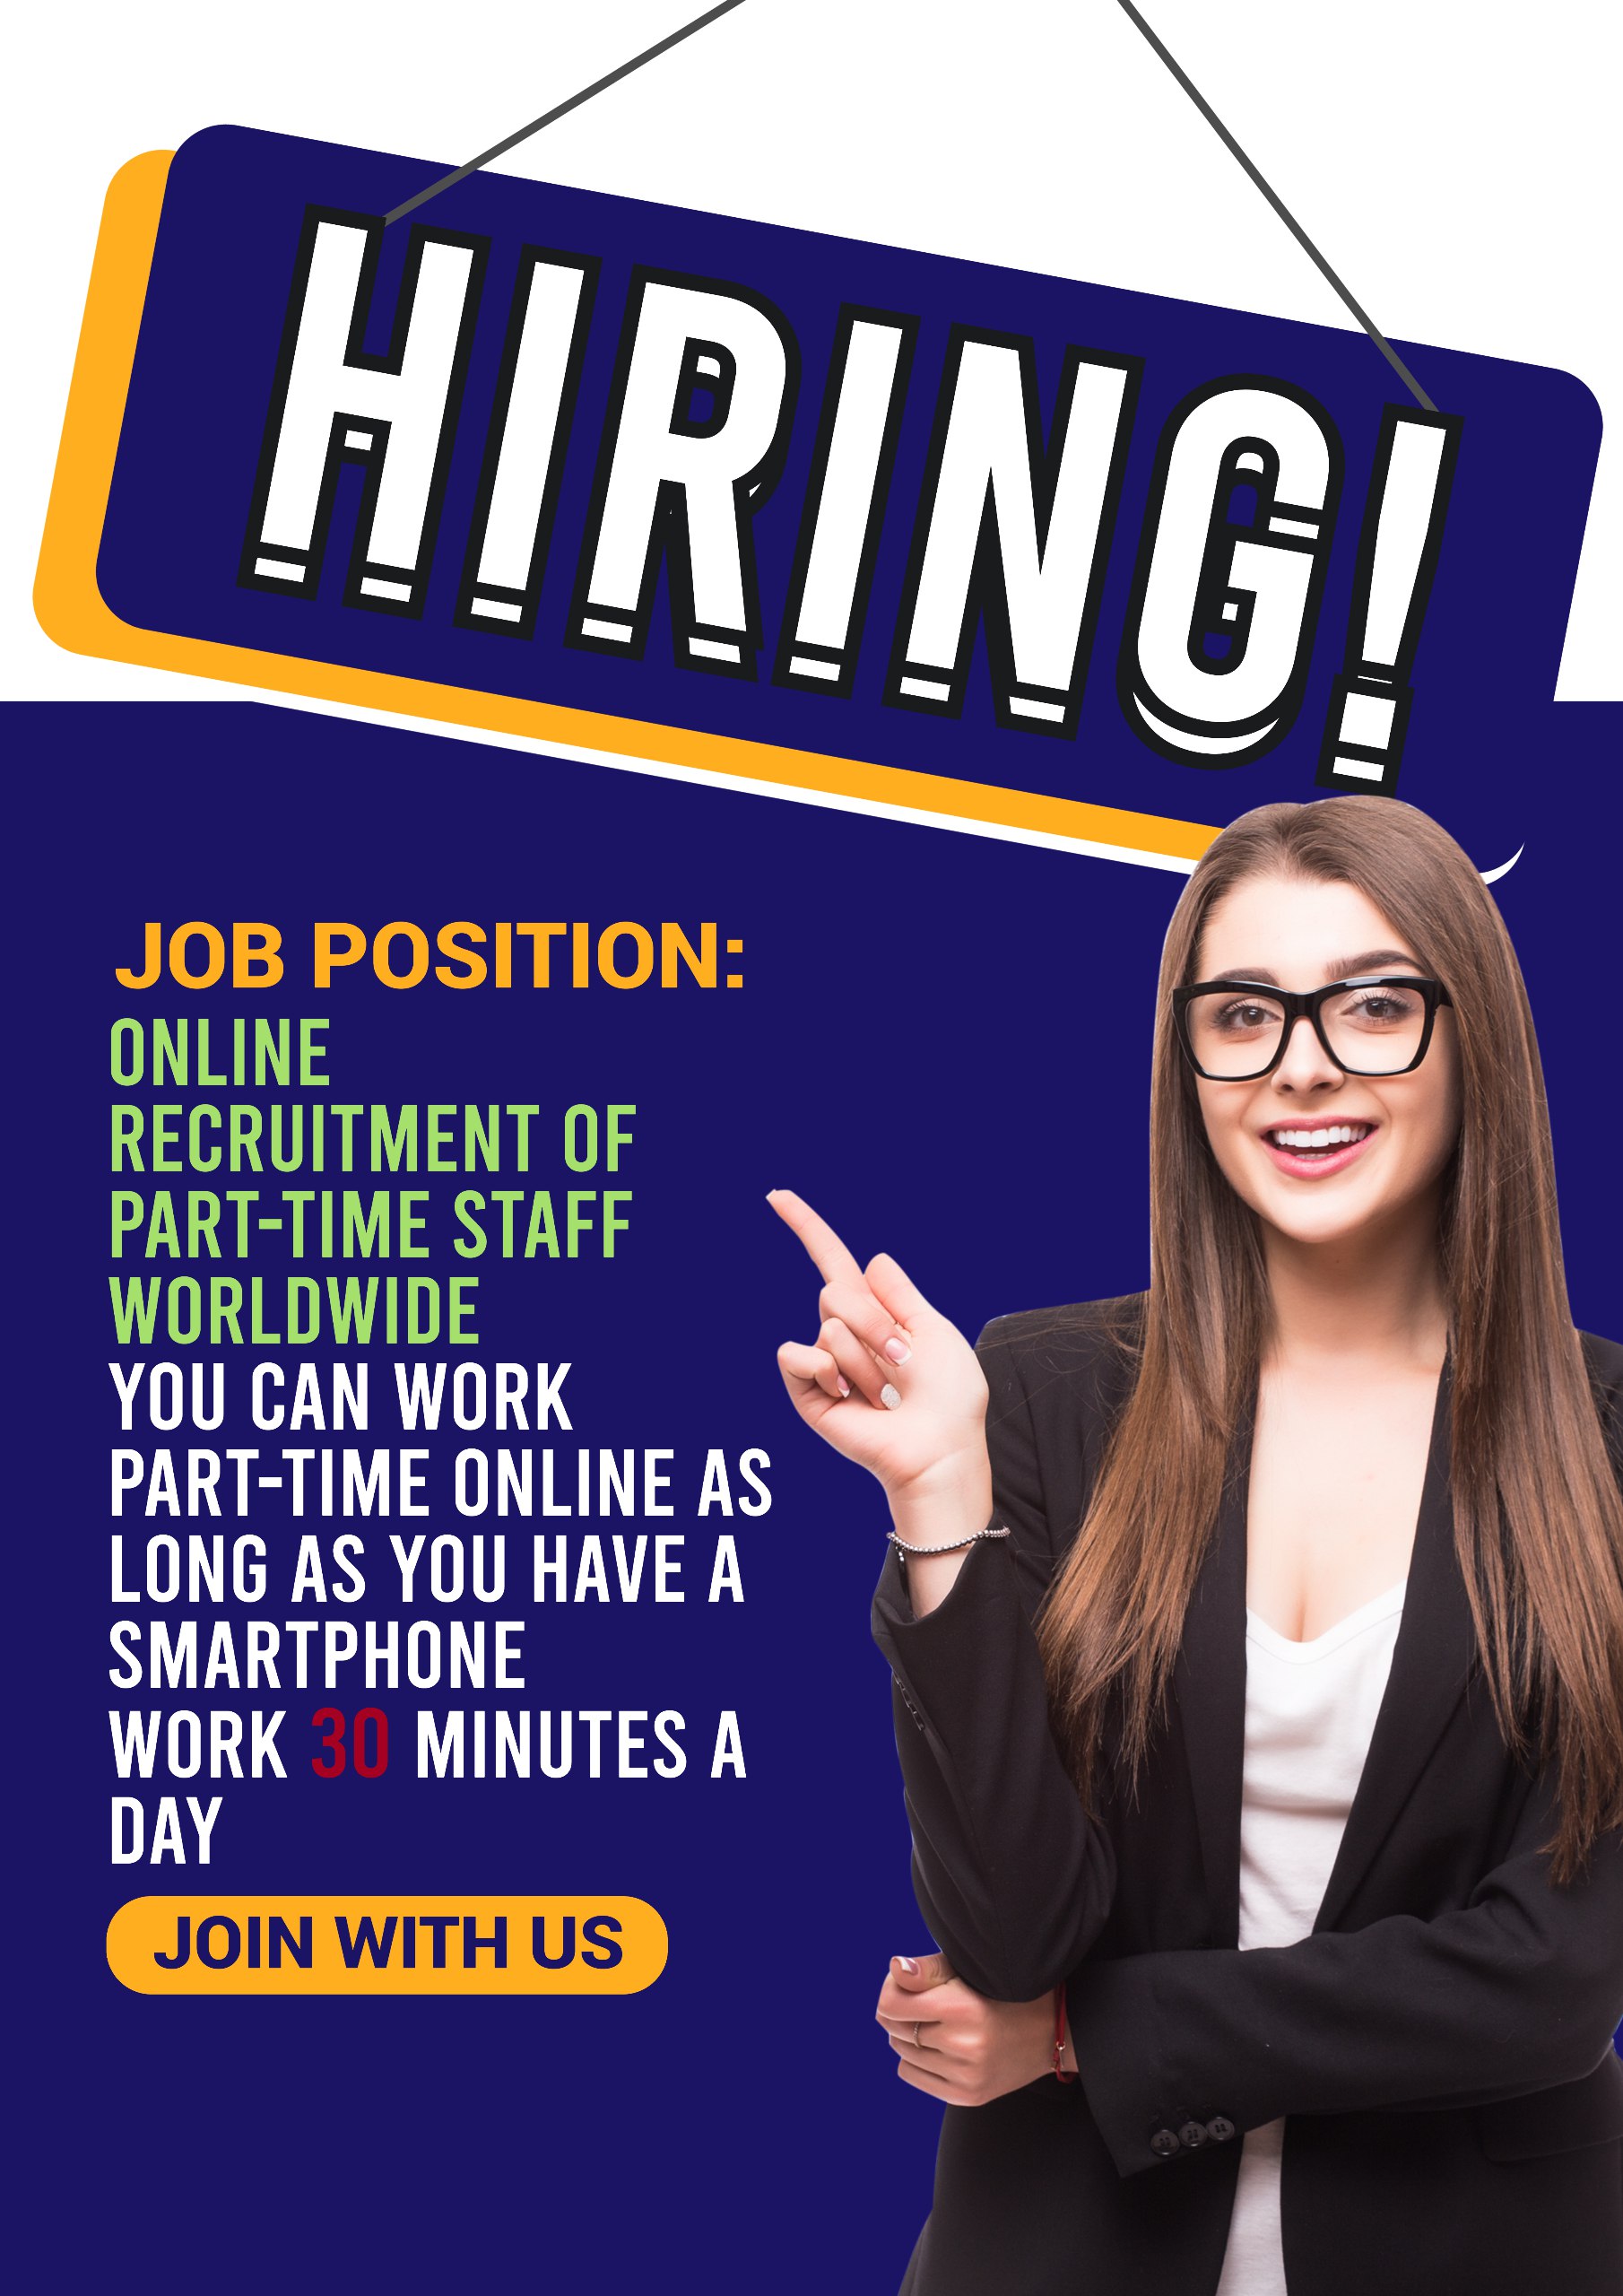 HIRING!
JOB POSITION:
ONLINE
RECRUITMENT OF
PART-TIME STAFF
WORLDWIDE
YOU CAN WORK
PART-TIME ONLINE AS
LONG AS YOU HAVE A
SMARTPHONE
WORK 30 MINUTES A
DAY
JOIN WITH US